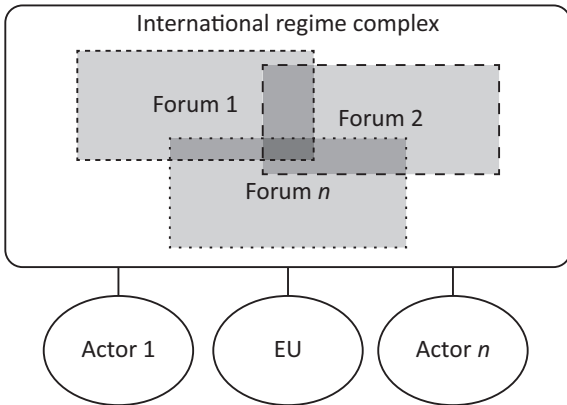 International regime complex
Forum 1
Forum 2
Forum n
Actor 1
EU
Actor n